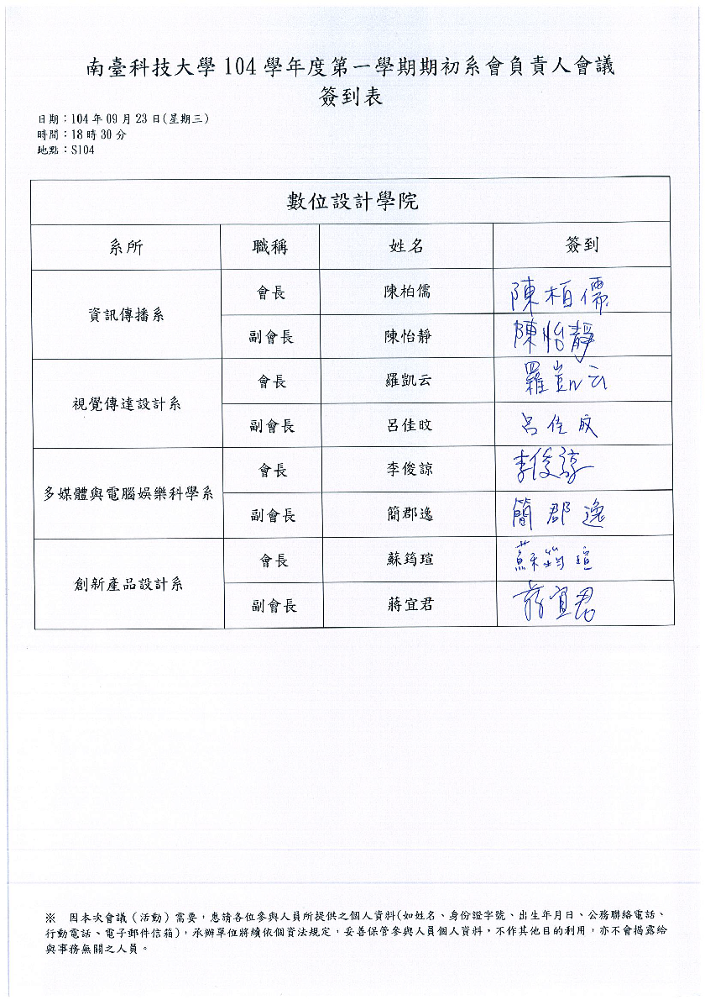 南臺科技大學 104 學年度第一學期期初系會負責人會議
簽到表
日期：104 年 09 月 23 日(星期三)
時間：18 時 30 分
地點：S104
數位設計學院
系所 職稱 姓名 簽到
資訊傳播系 會長 陳柏儒 陳柏儒
副會長 陳怡靜 陳怡靜
視覺傳達設計系 會長 羅凱云 羅凱云
副會長 呂佳旼 呂佳旼
多媒體與電腦娛樂科學系 會長 李俊諒 李俊諒
副會長 簡郡逸 簡郡逸
創新產品設計系 會長 蘇筠瑄 蘇筠瑄
副會長 蔣宜君 蔣宜君
※ 因本次會議（活動）需要，惠請各位參與人員所提供之個人資料(如姓名、身份證字號、出生年月日、公務聯絡電話、
行動電話、電子郵件信箱)，承辦單位將續依個資法規定，妥善保管參與人員個人資料，不作其他目的利用，亦不會揭露給
與事務無關之人員。